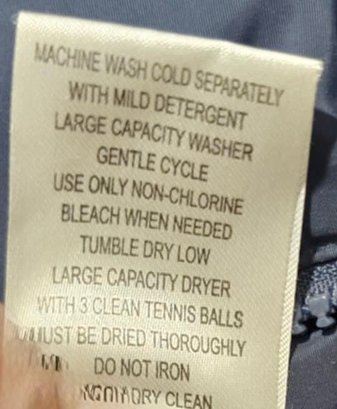 MACHINE WASH COLD SEPARATELY
WITH MILD DETERGENT
LARGE CAPACITY WASHER
GENTLE CYCLE
USE ONLY NON-CHLORINE
BLEACH WHEN NEEDED
TUMBLE DRY LOW
LARGE CAPACITY DRYER
WITH 3 CLEAN TENNIS BALLS
MUST BE DRIED THOROUGHLY
DO NOT IRON
DRY CLEAN